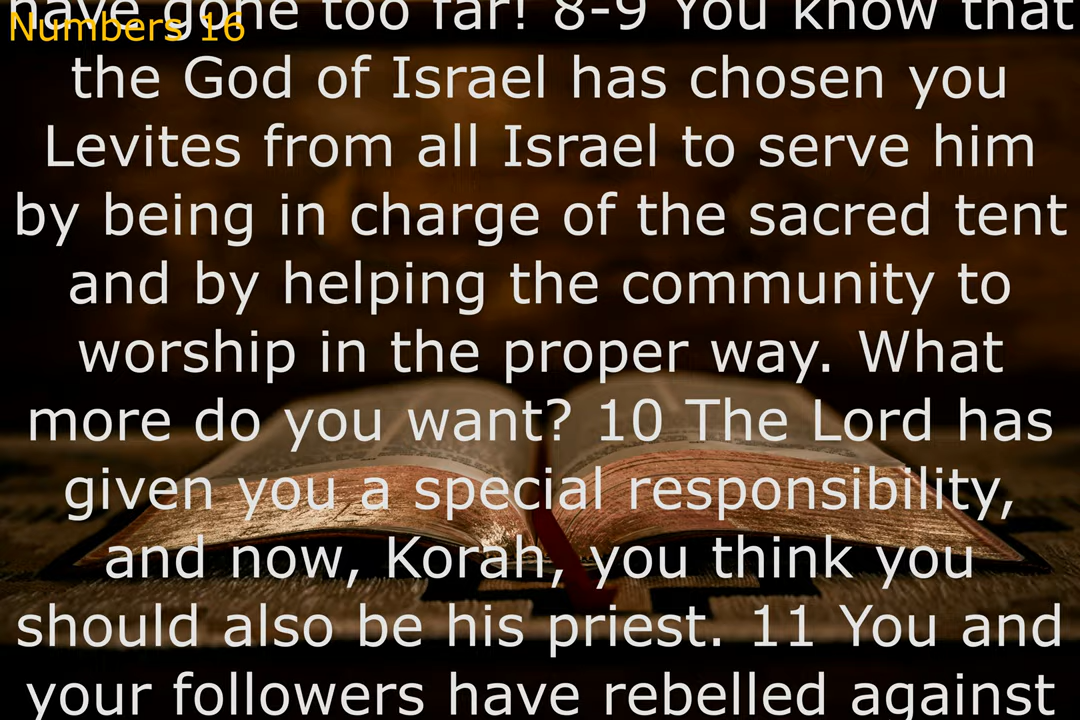 have gone too far! 8-9 You know that
Numbers 16
the God of Israel has chosen you
Levites from all Israel to serve him
by being in charge of the sacred tent
and by helping the community to
worship in the proper way. What
more do you want? 10 The Lord has
given you a special responsibility,
and now, Korah, you think you
should also be his priest. 11 You and
your followers have rebelled against